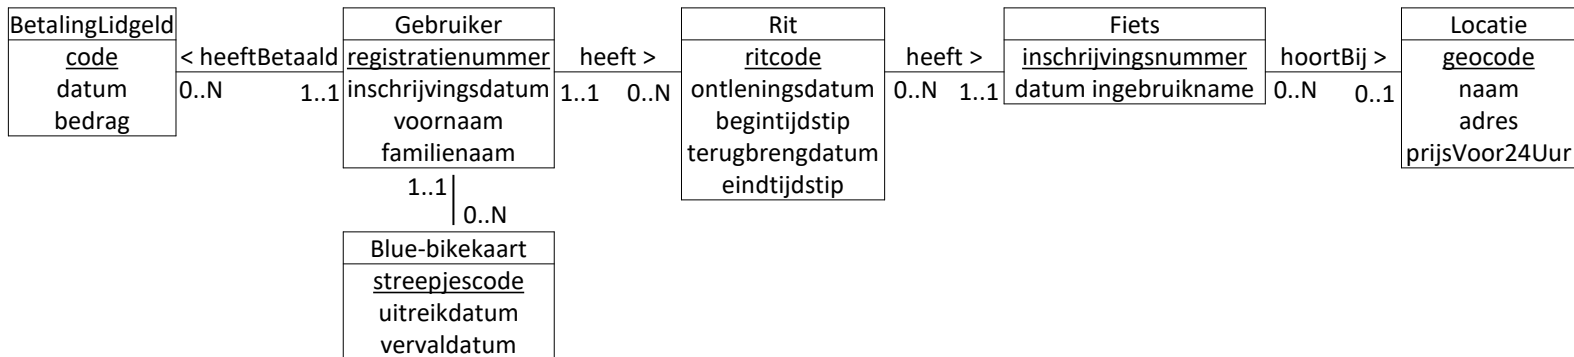 BetalingLidgeld
code
datum
bedrag
< heeftBetaald
0..N
1..1
Gebruiker
registratienummer
inschrijvingsdatum
voornaam
familienaam
heeft >
1..1
0..N
Rit
ritcode
ontleningsdatum
begintijdstip
terugbrengdatum
eindtijdstip
heeft >
0..N
1..1
Fiets
inschrijvingsnummer
datum ingebruikname
hoortBij >
0..N
0..1
Locatie
geocode
naam
adres
prijsVoor24Uur
1..1
0..N
Blue-bikekaart
streepjescode
uitreikdatum
vervaldatum